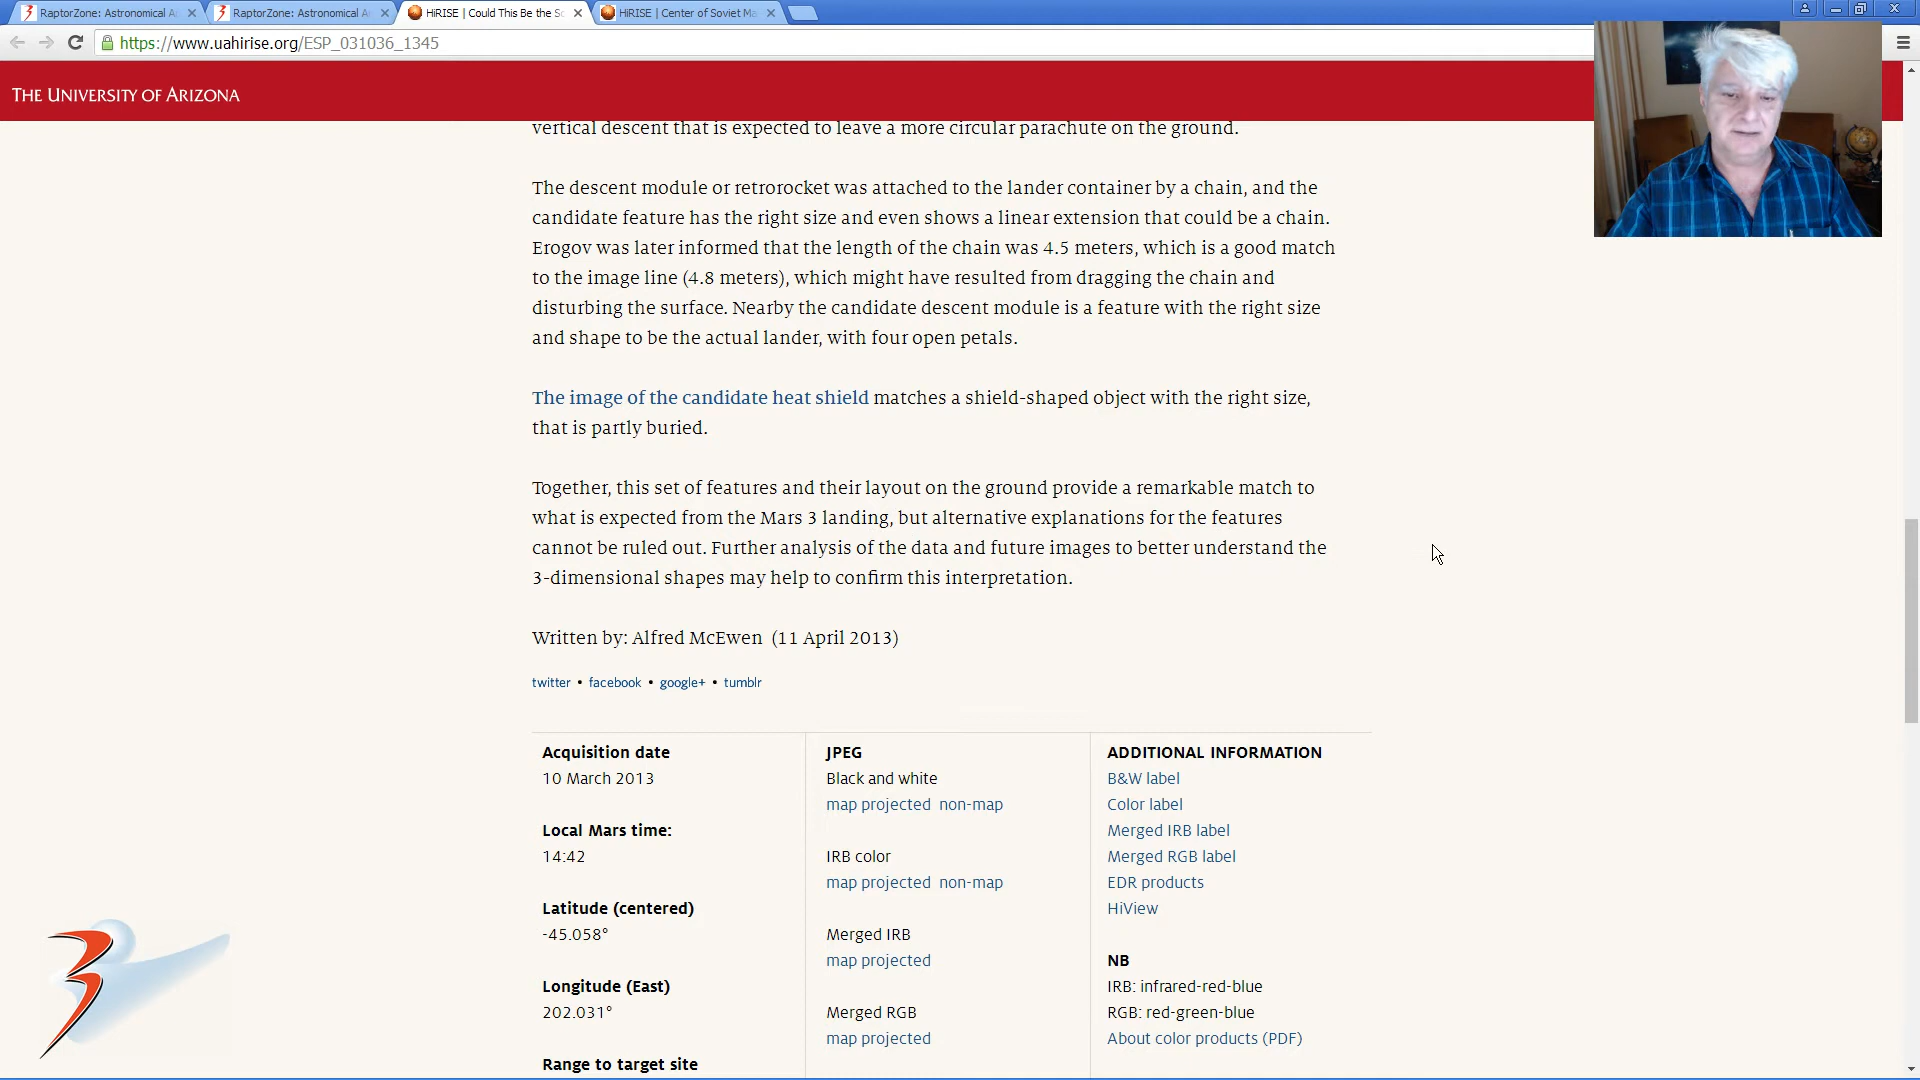 RaptorZone: Astronomical A
RaptorZone: Astronomical A
HiRISE | Could This Be the S
HiRISE | Center of Soviet Ma
https://www.uahirise.org/ESP_031036_1345
THE UNIVERSITY OF ARIZONA
vertical descent that is expected to leave a more circular parachute on the ground.
The descent module or retrorocket was attached to the lander container by a chain, and the
candidate feature has the right size and even shows a linear extension that could be a chain.
Erogov was later informed that the length of the chain was 4.5 meters, which is a good match
to the image line (4.8 meters), which might have resulted from dragging the chain and
disturbing the surface. Nearby the candidate descent module is a feature with the right size
and shape to be the actual lander, with four open petals.
The image of the candidate heat shield matches a shield-shaped object with the right size,
that is partly buried.
Together, this set of features and their layout on the ground provide a remarkable match to
what is expected from the Mars 3 landing, but alternative explanations for the features
cannot be ruled out. Further analysis of the data and future images to better understand the
3-dimensional shapes may help to confirm this interpretation.
Written by: Alfred McEwen (11 April 2013)
twitter • facebook • google+ • tumblr
Acquisition date
10 March 2013
Local Mars time:
14:42
Latitude (centered)
-45.058°
Longitude (East)
202.031°
Range to target site
JPEG
Black and white
map projected non-map
IRB color
map projected non-map
Merged IRB
map projected
Merged RGB
map projected
ADDITIONAL INFORMATION
B&W label
Color label
Merged IRB label
Merged RGB label
EDR products
HiView
NB
IRB: infrared-red-blue
RGB: red-green-blue
About color products (PDF)